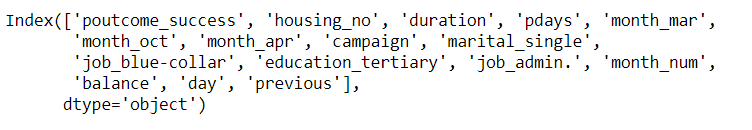 Index(['poutcome_success', 'housing_no', 'duration', 'pdays', 'month_mar',
       'month_oct', 'month_apr', 'campaign', 'marital_single',
       'job_blue-collar', 'education_tertiary', 'job_admin.', 'month_num',
       'balance', 'day', 'previous'],
      dtype='object')